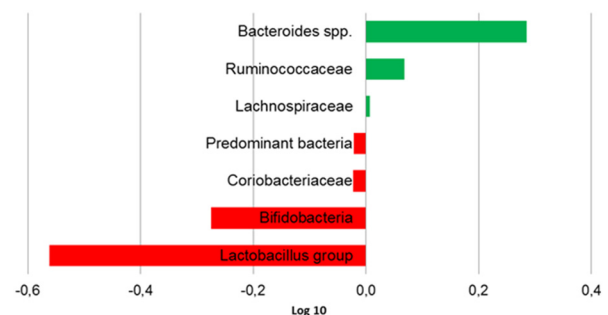 Bacteroides spp.
Ruminococcaceae
Lachnospiraceae
Predominant bacteria
Coriobacteriaceae
Bifidobacteria
Lactobacillus group
-0,6 -0,4 -0,2 0,0 0,2 0,4
Log 10